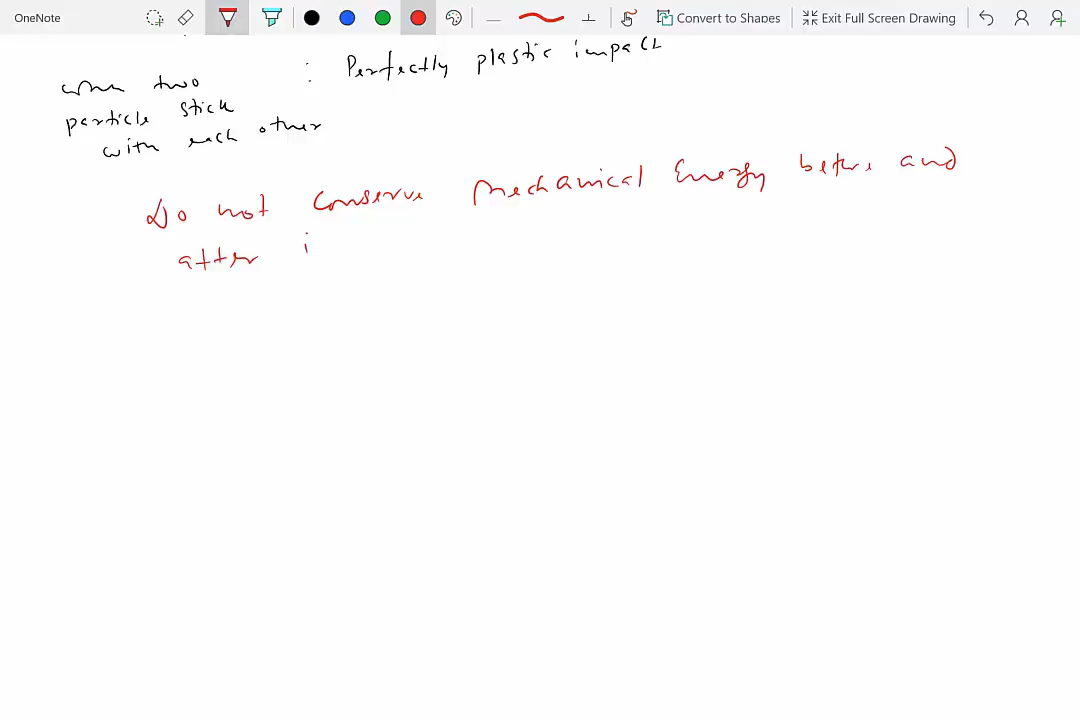 OneNote
Convert to Shapes
Exit Full Screen Drawing
: Perfectly plastic impact
when two
particle stick
with each other
Do not conserve Mechanical Energy before and
after i